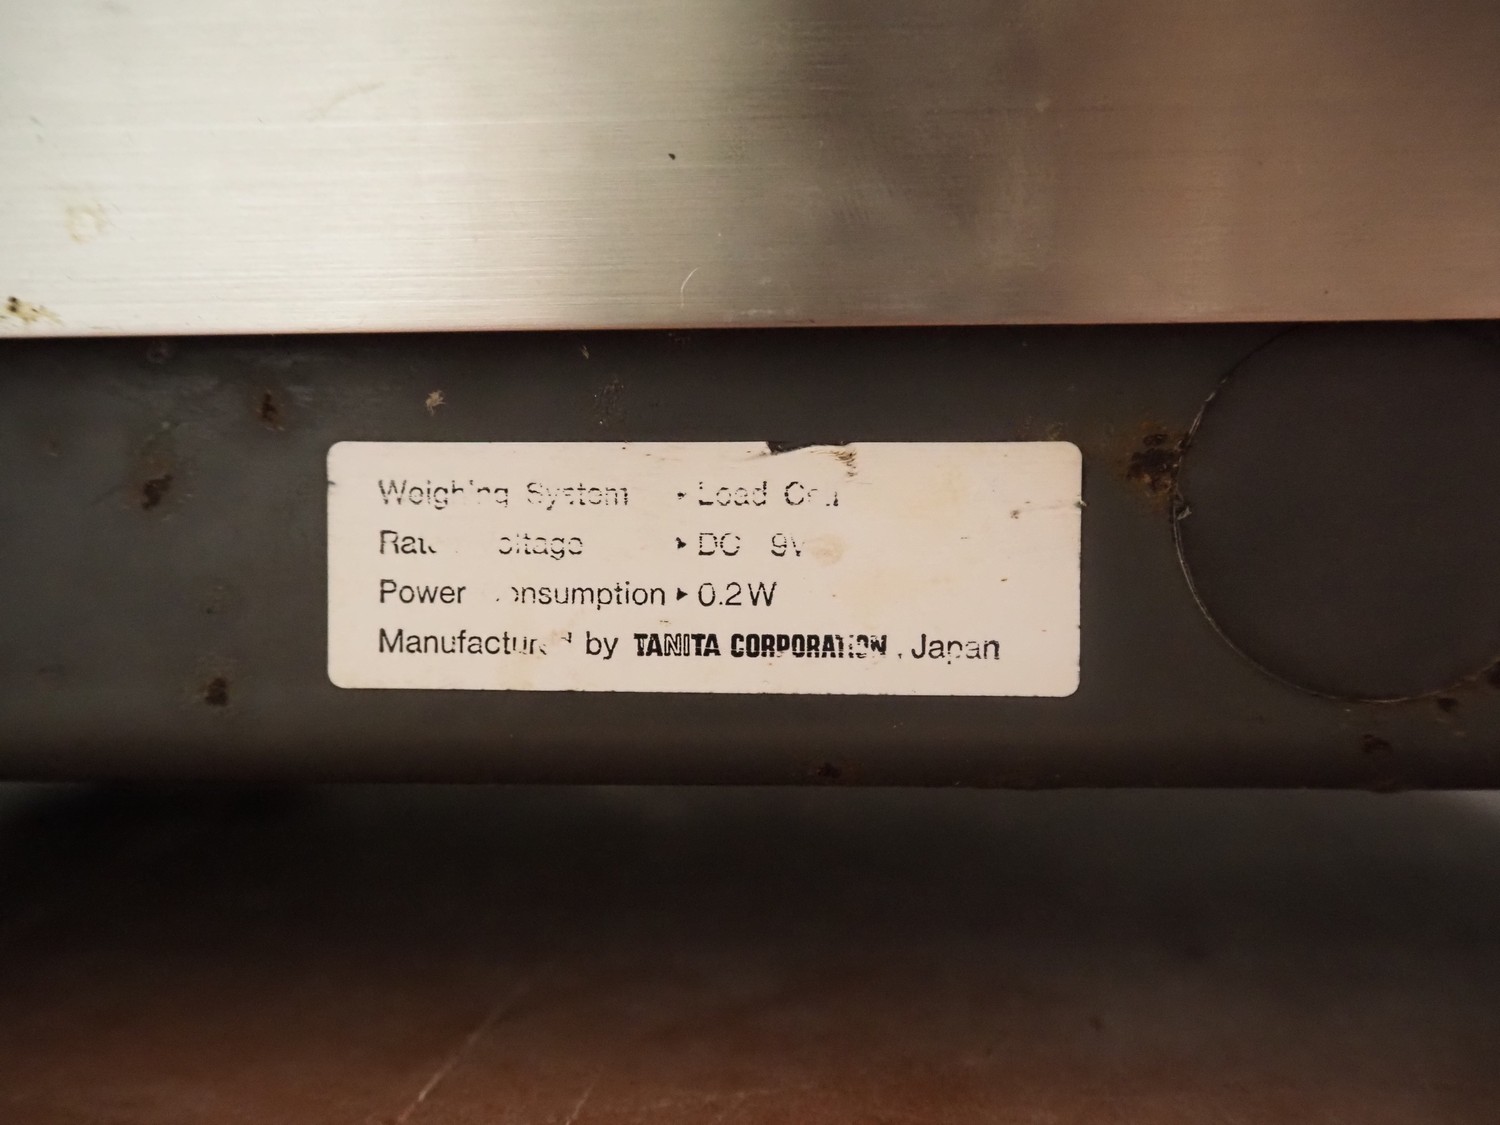 Weighing System ▸ Load Cell
Rated Voltage ▸ DC 9V
Power Consumption ▸ 0.2W
Manufactured by TANITA CORPORATION, Japan